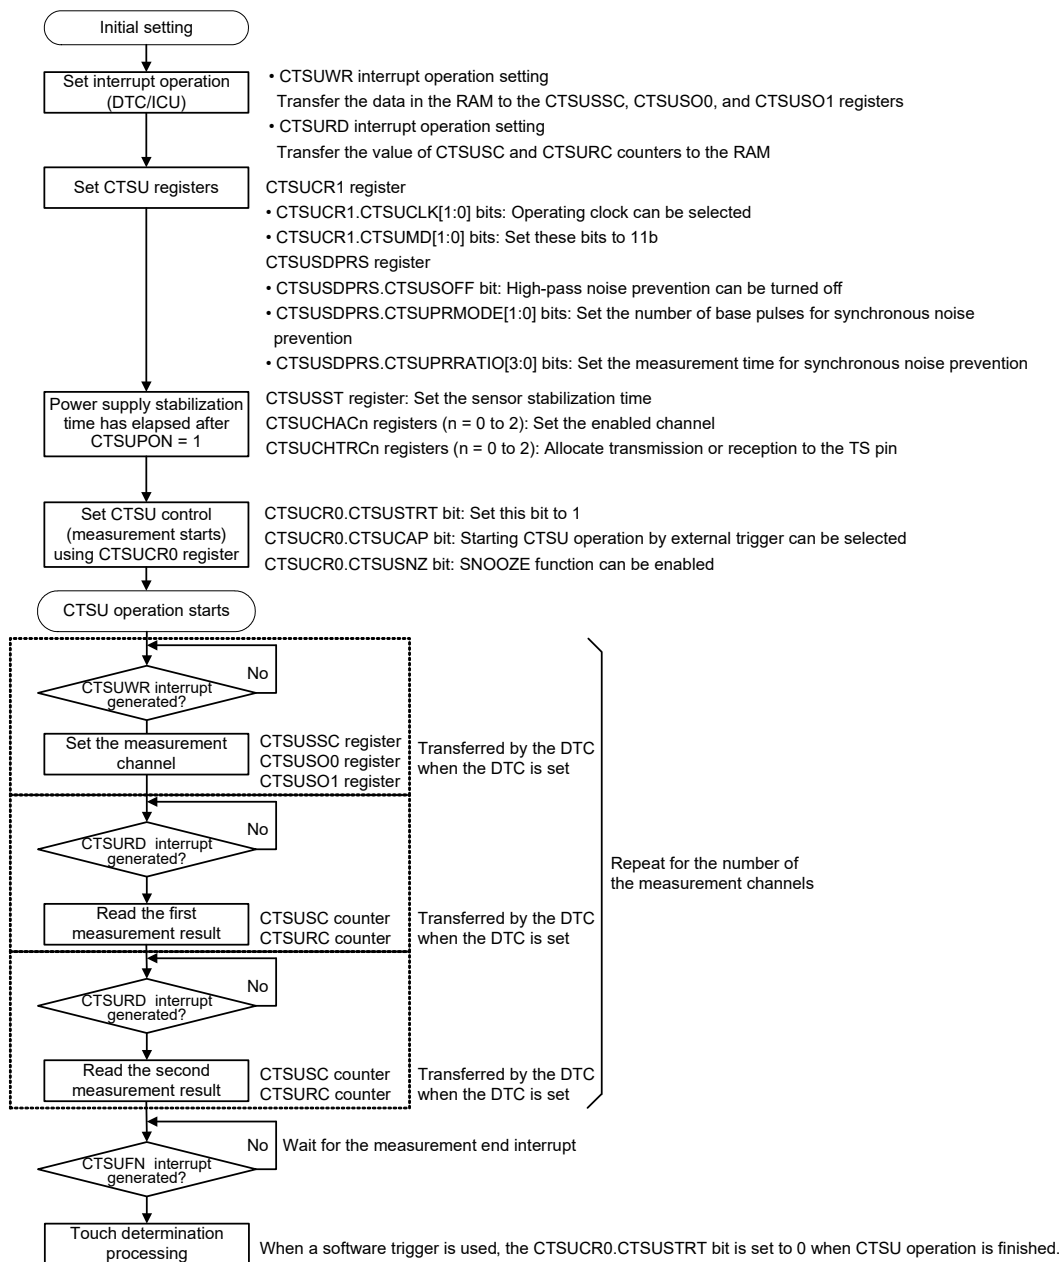 Initial setting
Set interrupt operation
(DTC/ICU)
• CTSUWR interrupt operation setting
Transfer the data in the RAM to the CTSUSSC, CTSUSO0, and CTSUSO1 registers
• CTSURD interrupt operation setting
Transfer the value of CTSUSC and CTSURC counters to the RAM
Set CTSU registers
CTSUCR1 register
• CTSUCR1.CTSUCLK[1:0] bits: Operating clock can be selected
• CTSUCR1.CTSUMD[1:0] bits: Set these bits to 11b
CTSUSDPRS register
• CTSUSDPRS.CTSUSOFF bit: High-pass noise prevention can be turned off
• CTSUSDPRS.CTSUPRMODE[1:0] bits: Set the number of base pulses for synchronous noise
prevention
• CTSUSDPRS.CTSUPRRATIO[3:0] bits: Set the measurement time for synchronous noise prevention
Power supply stabilization
time has elapsed after
CTSUPON = 1
CTSUSST register: Set the sensor stabilization time
CTSUCHACn registers (n = 0 to 2): Set the enabled channel
CTSUCHTRCn registers (n = 0 to 2): Allocate transmission or reception to the TS pin
Set CTSU control
(measurement starts)
using CTSUCR0 register
CTSUCR0.CTSUSTRT bit: Set this bit to 1
CTSUCR0.CTSUCAP bit: Starting CTSU operation by external trigger can be selected
CTSUCR0.CTSUSNZ bit: SNOOZE function can be enabled
CTSU operation starts
No
CTSUWR interrupt
generated?
Set the measurement
channel
CTSUSSC register
CTSUSO0 register
CTSUSO1 register
Transferred by the DTC
when the DTC is set
No
CTSURD interrupt
generated?
Repeat for the number of
the measurement channels
Read the first
measurement result
CTSUSC counter
CTSURC counter
Transferred by the DTC
when the DTC is set
No
CTSURD interrupt
generated?
Read the second
measurement result
CTSUSC counter
CTSURC counter
Transferred by the DTC
when the DTC is set
No
Wait for the measurement end interrupt
CTSUFN interrupt
generated?
Touch determination
processing
When a software trigger is used, the CTSUCR0.CTSUSTRT bit is set to 0 when CTSU operation is finished.